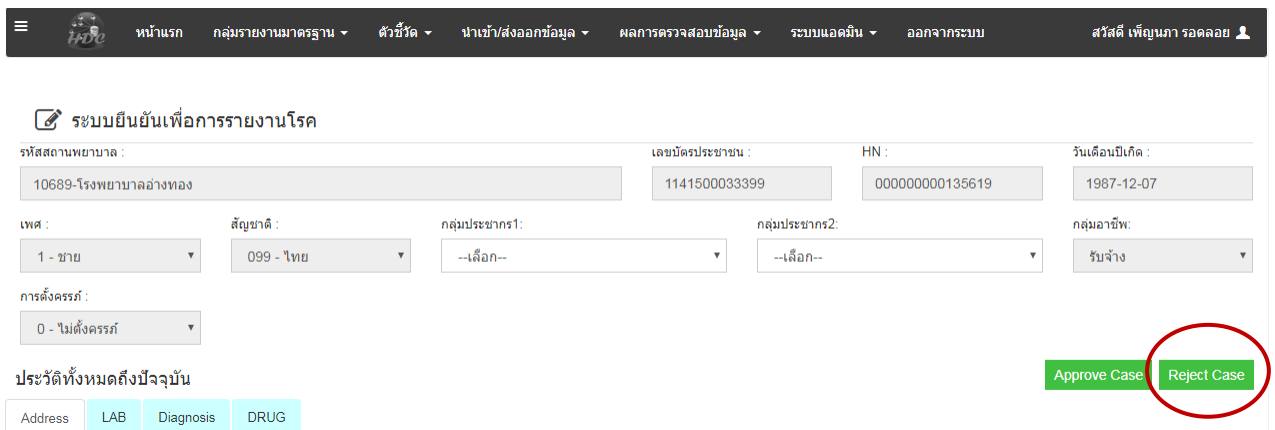 HDC หน้าแรก กลุ่มรายงานมาตรฐาน ตัวชี้วัด นำเข้า/ส่งออกข้อมูล ผลการตรวจสอบข้อมูล ระบบแอดมิน ออกจากระบบ สวัสดี เพ็ญนภา รอดลอย
ระบบยืนยันเพื่อการรายงานโรค
รหัสสถานพยาบาล : เลขบัตรประชาชน : HN : วันเดือนปีเกิด :
10689-โรงพยาบาลอ่างทอง 1141500033399 000000000135619 1987-12-07
เพศ : สัญชาติ : กลุ่มประชากร1: กลุ่มประชากร2: กลุ่มอาชีพ:
1 - ชาย 099 - ไทย --เลือก-- --เลือก-- รับจ้าง
การตั้งครรภ์ :
0 - ไม่ตั้งครรภ์
ประวัติทั้งหมดถึงปัจจุบัน Approve Case Reject Case
Address LAB Diagnosis DRUG